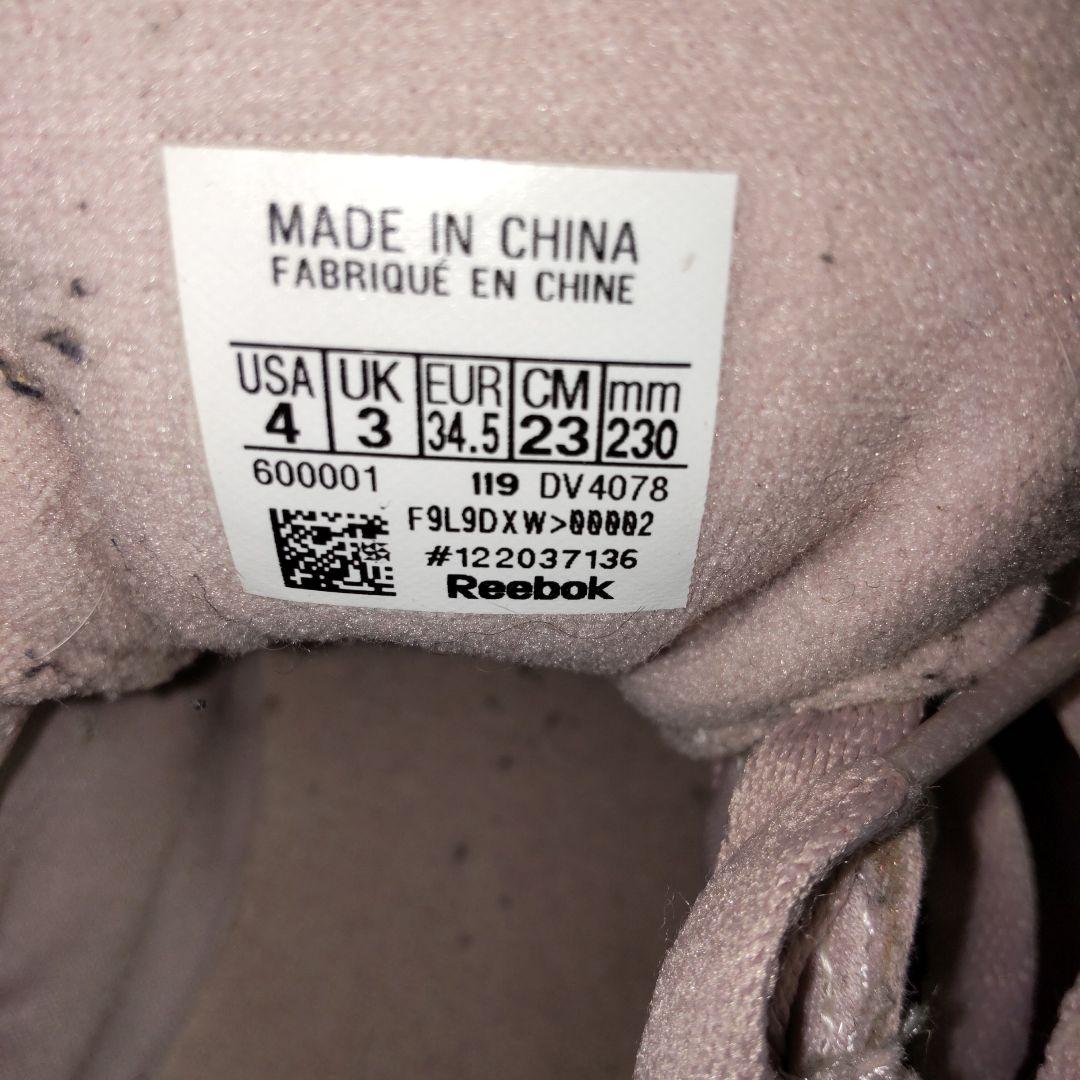 MADE IN CHINA
FABRIQUÉ EN CHINE
USA UK EUR CM mm
4 3 34.5 23 230
600001 119 DV4078
F9L9DXW>00002
#122037136
Reebok